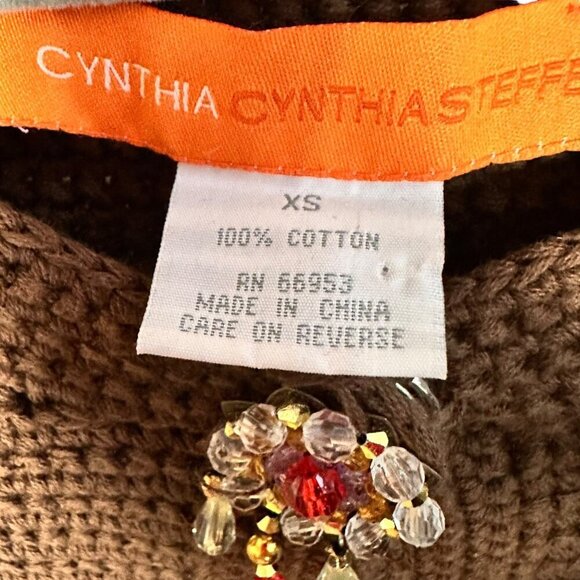 CYNTHIA CYNTHIA STEFFE
XS
100% COTTON
RN 66953
MADE IN CHINA
CARE ON REVERSE